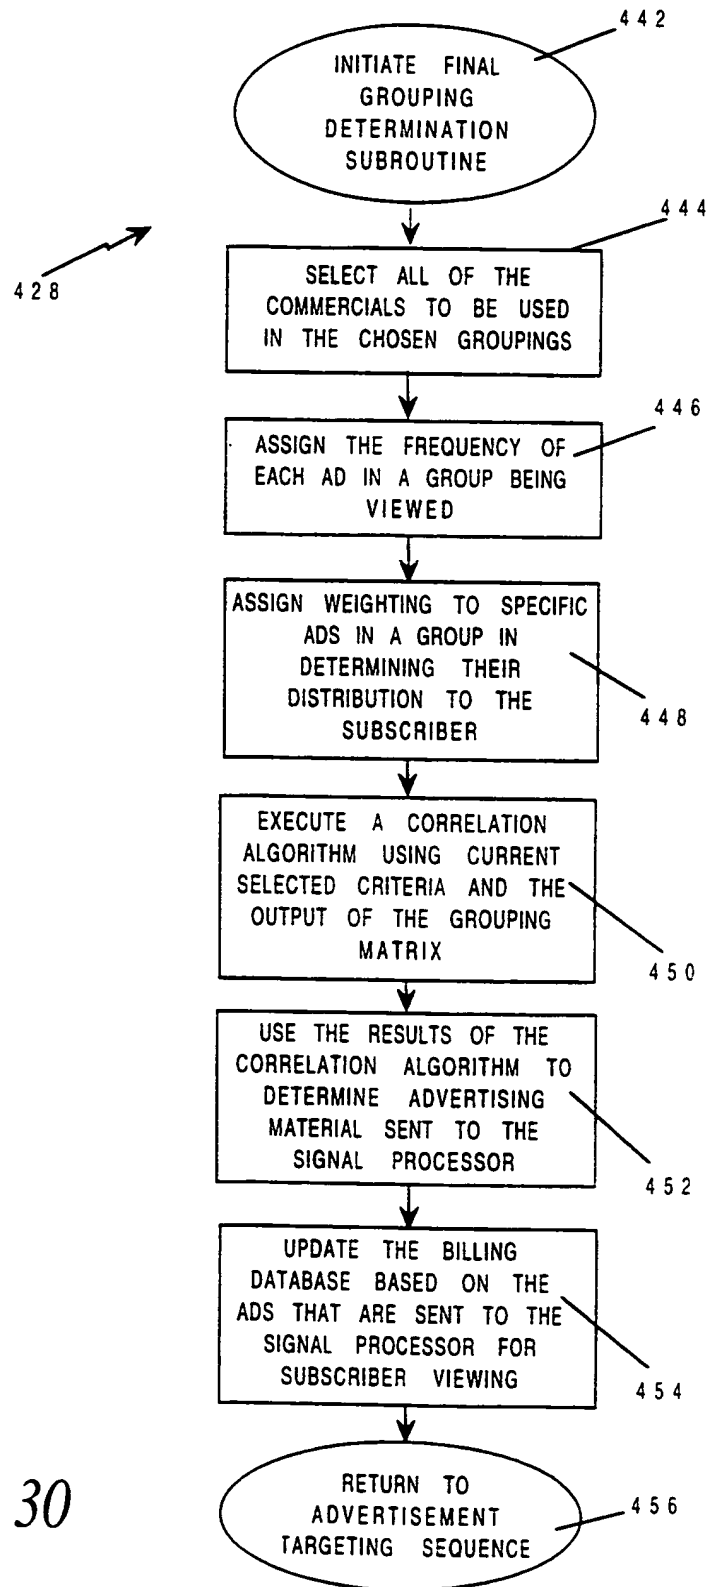 442
INITIATE FINAL
GROUPING
DETERMINATION
SUBROUTINE
428
444
SELECT ALL OF THE
COMMERCIALS TO BE USED
IN THE CHOSEN GROUPINGS
446
ASSIGN THE FREQUENCY OF
EACH AD IN A GROUP BEING
VIEWED
ASSIGN WEIGHTING TO SPECIFIC
ADS IN A GROUP IN
DETERMINING THEIR
DISTRIBUTION TO THE
SUBSCRIBER
448
EXECUTE A CORRELATION
ALGORITHM USING CURRENT
SELECTED CRITERIA AND THE
OUTPUT OF THE GROUPING
MATRIX
450
USE THE RESULTS OF THE
CORRELATION ALGORITHM TO
DETERMINE ADVERTISING
MATERIAL SENT TO THE
SIGNAL PROCESSOR
452
UPDATE THE BILLING
DATABASE BASED ON THE
ADS THAT ARE SENT TO THE
SIGNAL PROCESSOR FOR
SUBSCRIBER VIEWING
454
30
RETURN TO
ADVERTISEMENT
TARGETING SEQUENCE
456